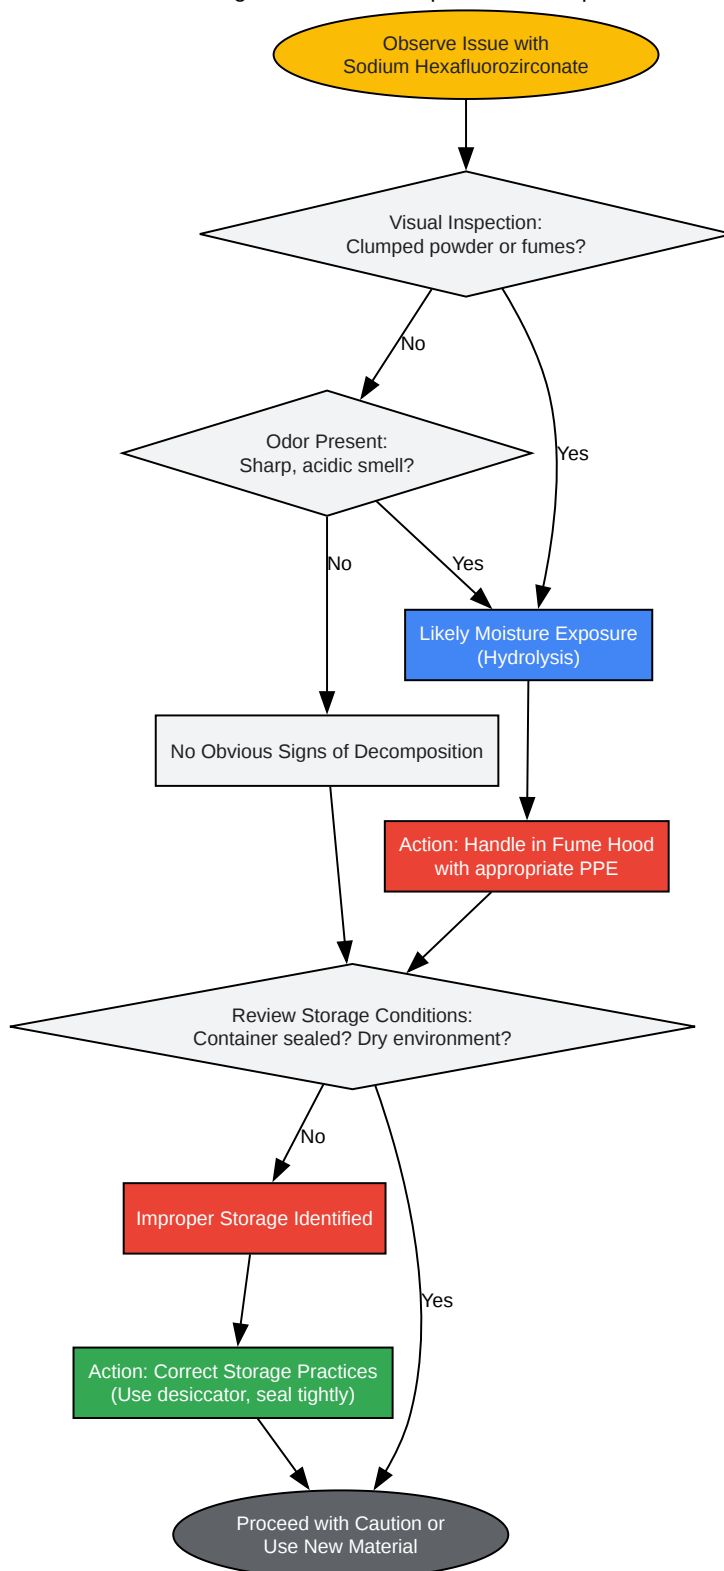 Observe Issue with
Sodium Hexafluorozirconate
Visual Inspection:
Clumped powder or fumes?
No
Yes
Odor Present:
Sharp, acidic smell?
No
Yes
Likely Moisture Exposure
(Hydrolysis)
No Obvious Signs of Decomposition
Action: Handle in Fume Hood
with appropriate PPE
Review Storage Conditions:
Container sealed? Dry environment?
No
Improper Storage Identified
Yes
Action: Correct Storage Practices
(Use desiccator, seal tightly)
Proceed with Caution or
Use New Material